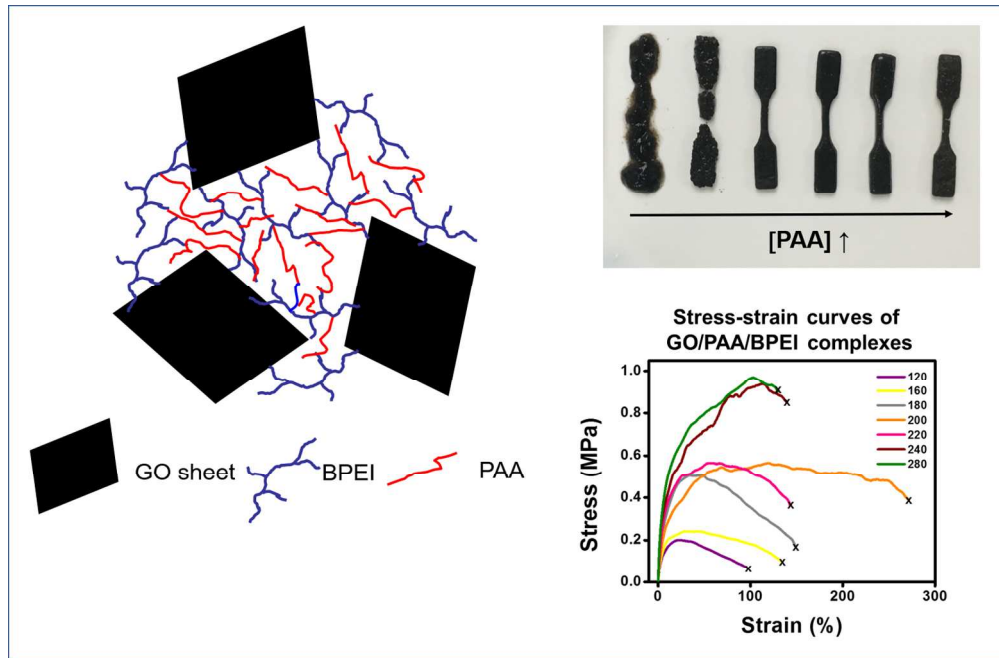 GO sheet
BPEI
PAA
[PAA] ↑
Stress-strain curves of
GO/PAA/BPEI complexes
Stress (MPa)
1.0
0.8
0.6
0.4
0.2
0.0
120
160
180
200
220
240
280
x
x
x
x
x
x
x
0
100
200
300
Strain (%)